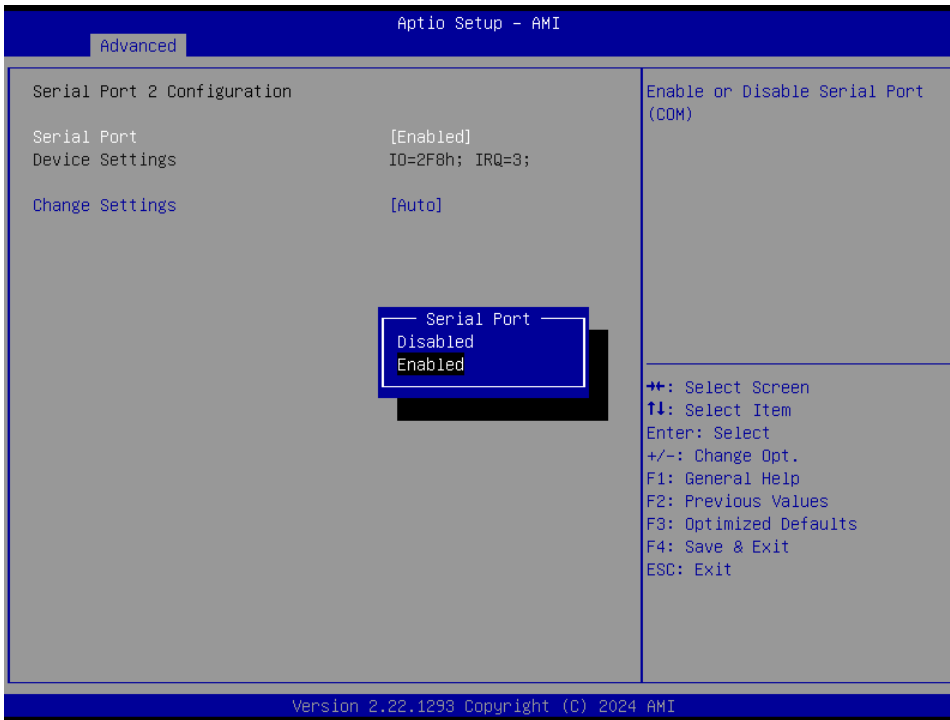 Aptio Setup – AMI
Advanced
Serial Port 2 Configuration
Serial Port [Enabled]
Device Settings IO=2F8h; IRQ=3;
Change Settings [Auto]
Serial Port
Disabled
Enabled
Enable or Disable Serial Port
(COM)
→←: Select Screen
↑↓: Select Item
Enter: Select
+/-: Change Opt.
F1: General Help
F2: Previous Values
F3: Optimized Defaults
F4: Save & Exit
ESC: Exit
Version 2.22.1293 Copyright (C) 2024 AMI